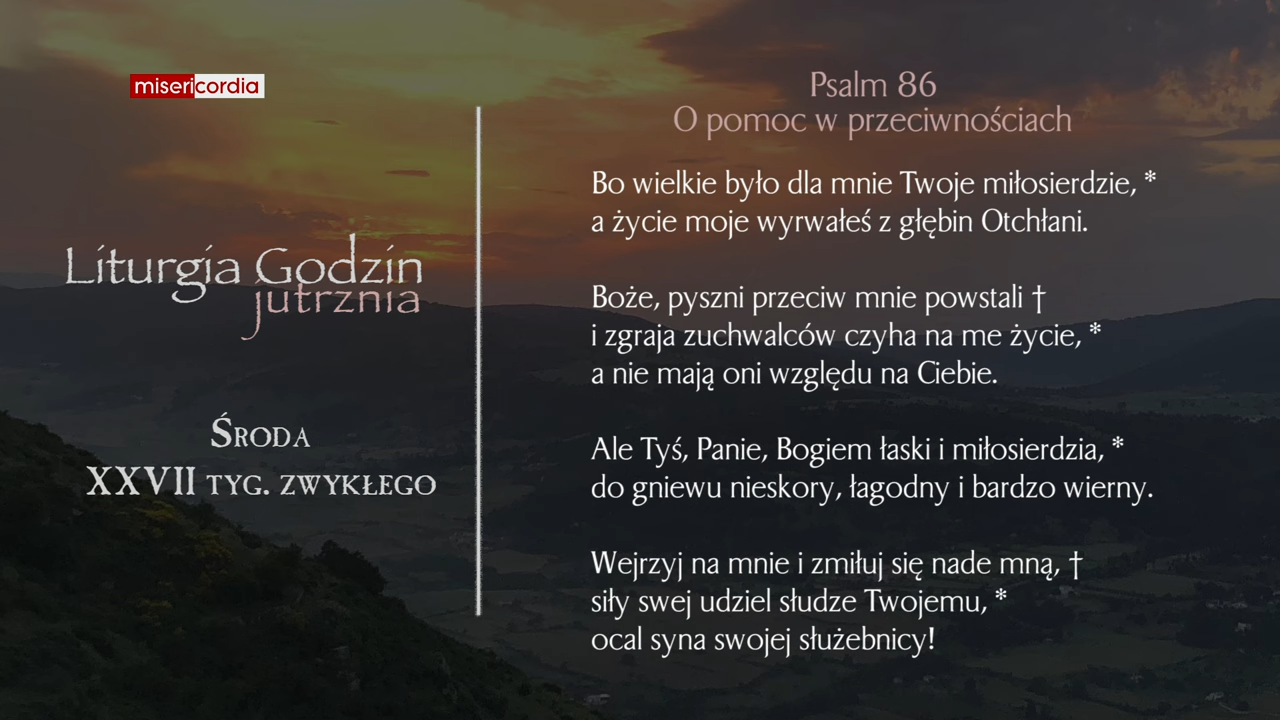 misericordia
Liturgia Godzin
jutrznia
Środa
XXVII tyg. zwykłego
Psalm 86
O pomoc w przeciwnościach
Bo wielkie było dla mnie Twoje miłosierdzie, *
a życie moje wyrwałeś z głębin Otchłani.
Boże, pyszni przeciw mnie powstali †
i zgraja zuchwalców czyha na me życie, *
a nie mają oni względu na Ciebie.
Ale Tyś, Panie, Bogiem łaski i miłosierdzia, *
do gniewu nieskory, łagodny i bardzo wierny.
Wejrzyj na mnie i zmiłuj się nade mną, †
siły swej udziel słudze Twojemu, *
ocal syna swojej służebnicy!